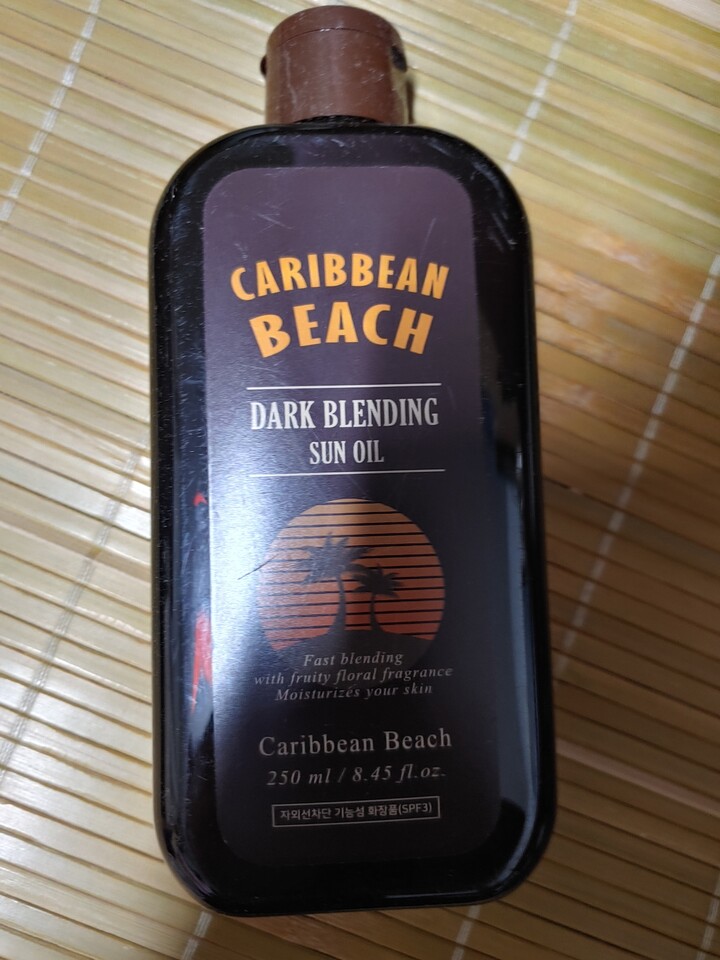 CARIBBEAN
BEACH
DARK BLENDING
SUN OIL
Fast blending
with fruity floral fragrance
Moisturizes your skin
Caribbean Beach
250 ml / 8.45 fl.oz.
자외선차단 기능성 화장품(SPF3)